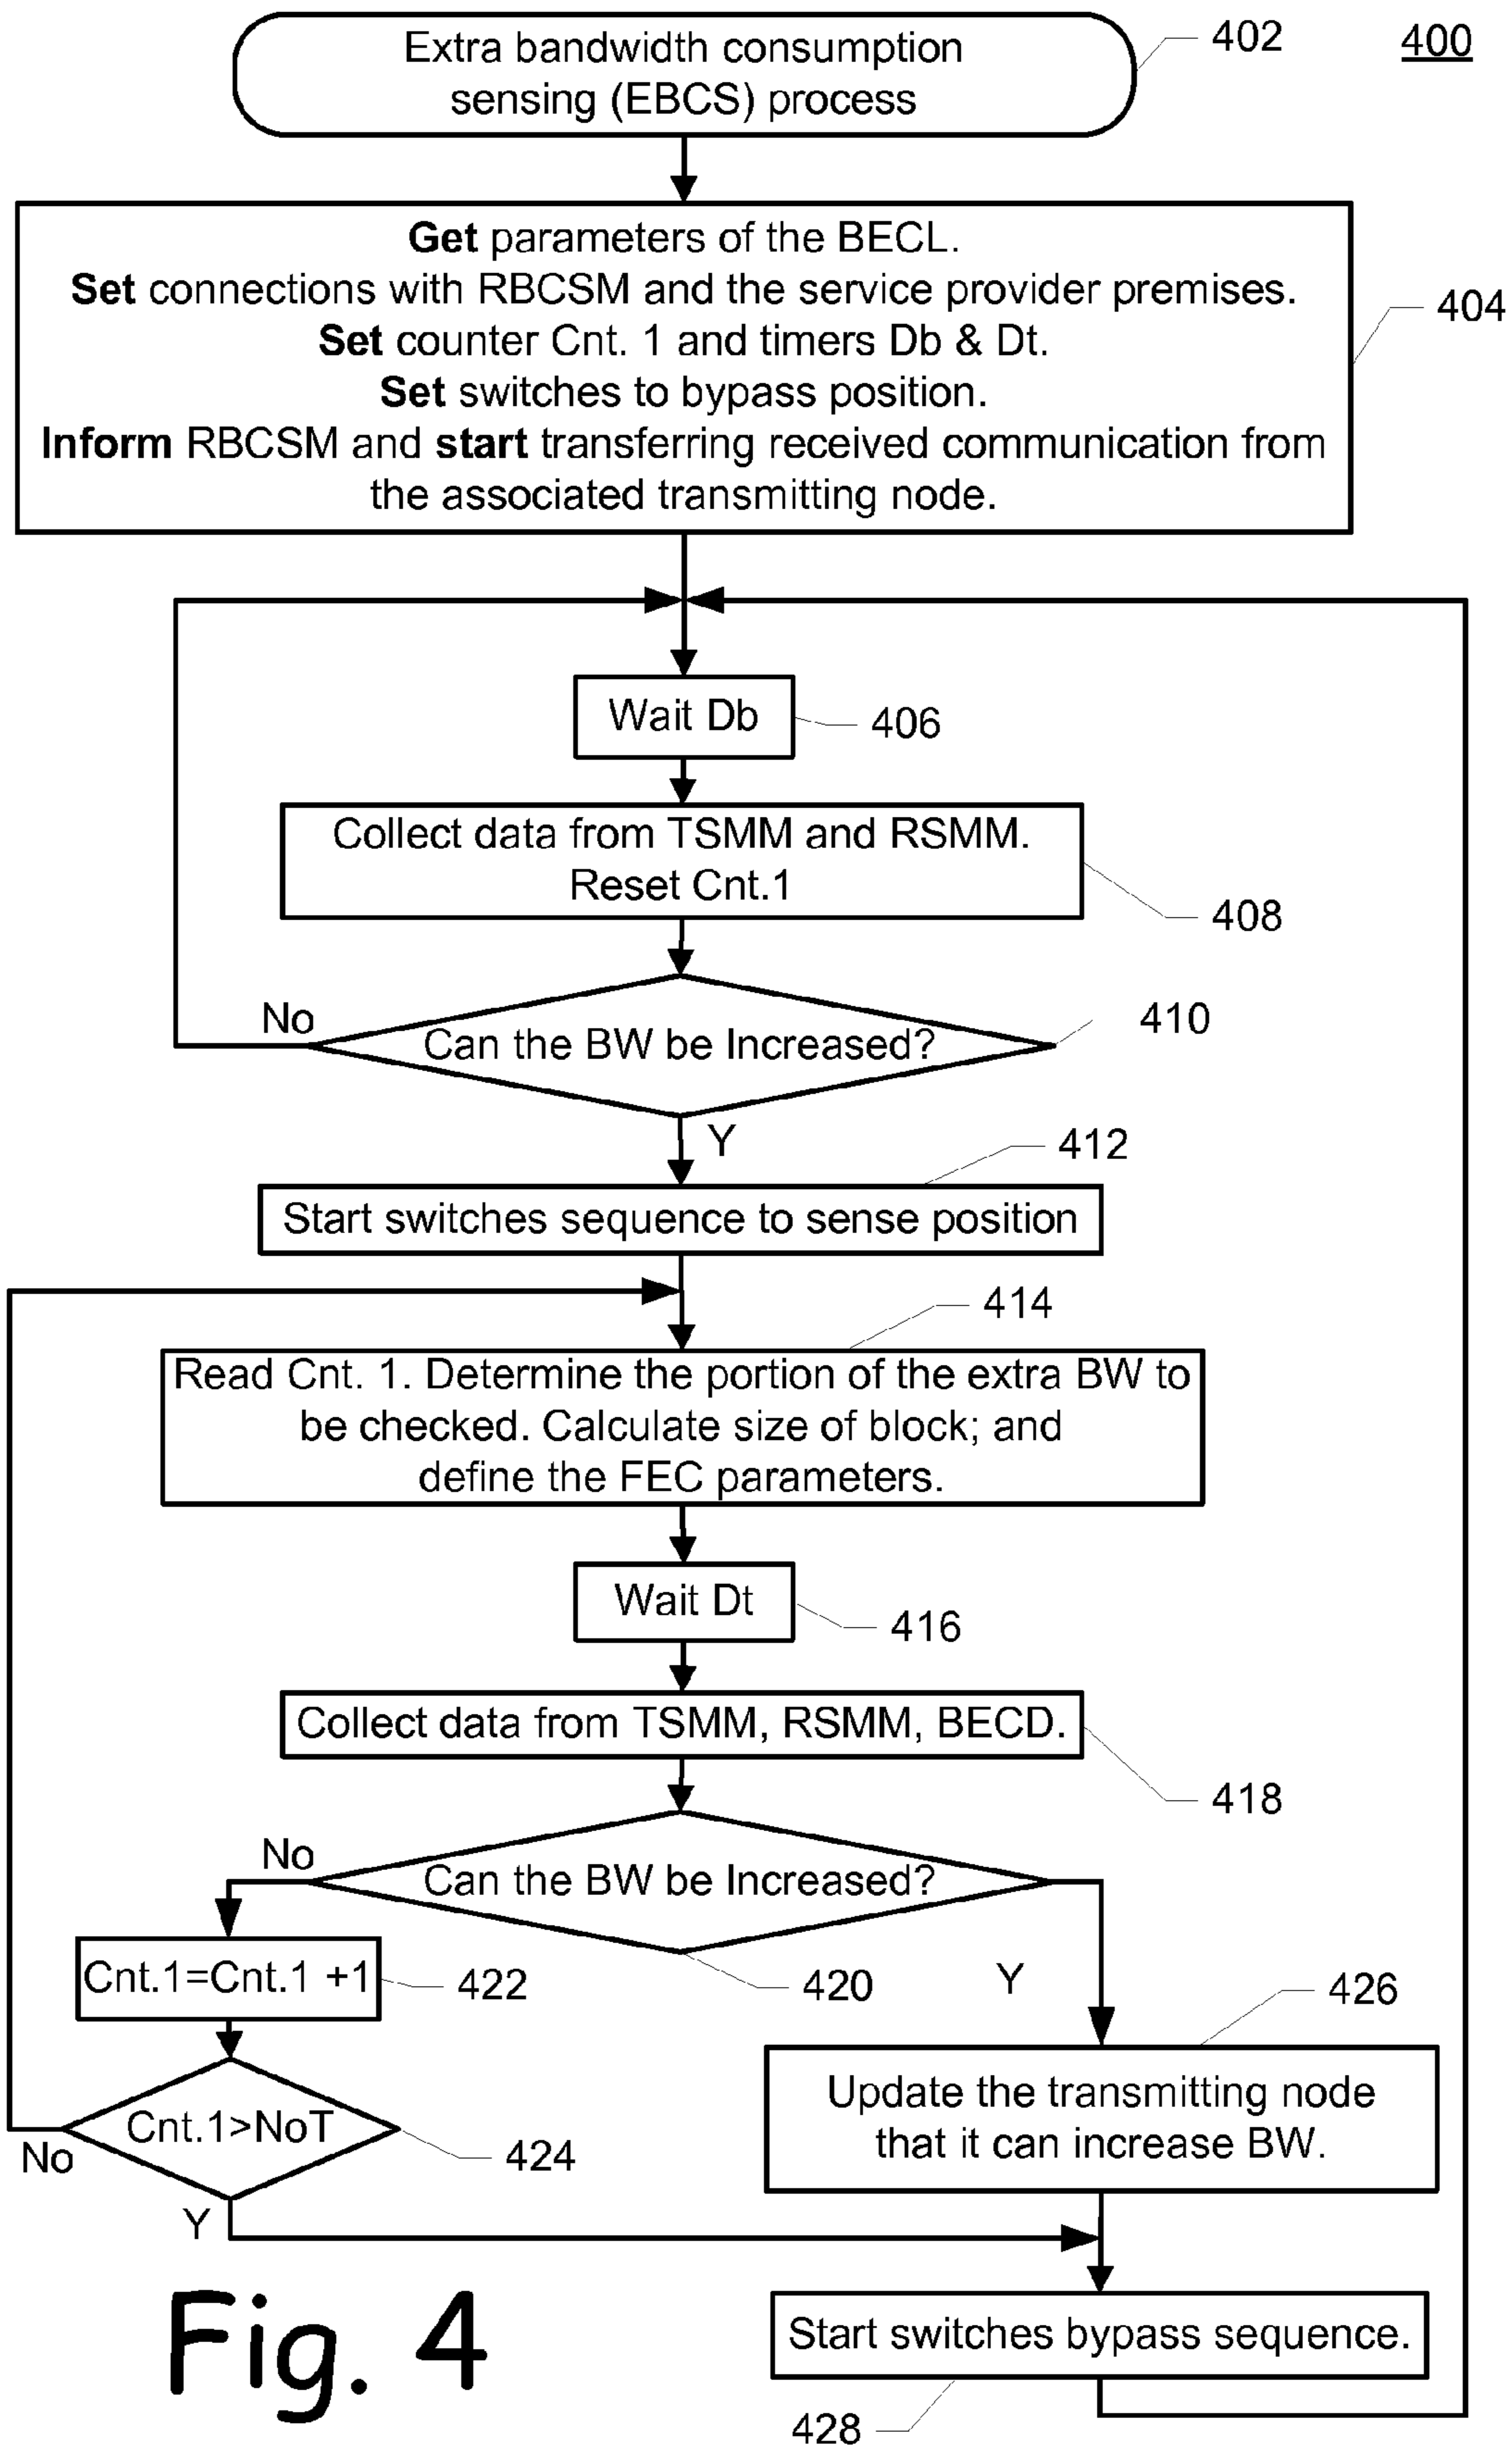 Extra bandwidth consumption
sensing (EBCS) process
402
400
Get parameters of the BECL.
Set connections with RBCSM and the service provider premises.
Set counter Cnt. 1 and timers Db & Dt.
Set switches to bypass position.
Inform RBCSM and start transferring received communication from
the associated transmitting node.
404
Wait Db
406
Collect data from TSMM and RSMM.
Reset Cnt.1
408
No
Can the BW be Increased?
410
Y
412
Start switches sequence to sense position
414
Read Cnt. 1. Determine the portion of the extra BW to
be checked. Calculate size of block; and
define the FEC parameters.
Wait Dt
416
Collect data from TSMM, RSMM, BECD.
418
No
Can the BW be Increased?
420
Y
Cnt.1=Cnt.1 +1
422
426
Update the transmitting node
that it can increase BW.
Cnt.1>NoT
424
No
Y
Start switches bypass sequence.
428
Fig. 4